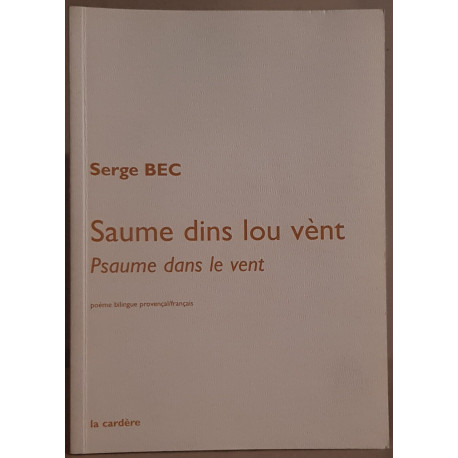 Serge BEC
Saume dins lou vènt
Psaume dans le vent
poème bilingue provençal/français
la cardère